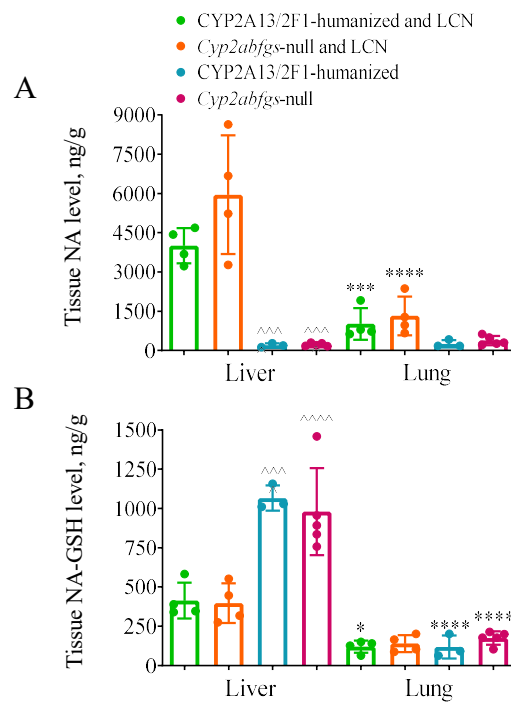 CYP2A13/2F1-humanized and LCN
Cyp2abfgs-null and LCN
CYP2A13/2F1-humanized
Cyp2abfgs-null
A
Tissue NA level, ng/g
9000
7500
6000
4500
3000
1500
0
^^^
^^^
***
****
Liver
Lung
B
Tissue NA-GSH level, ng/g
1500
1250
1000
750
500
250
0
^^^
^
^^^^
*
****
****
Liver
Lung